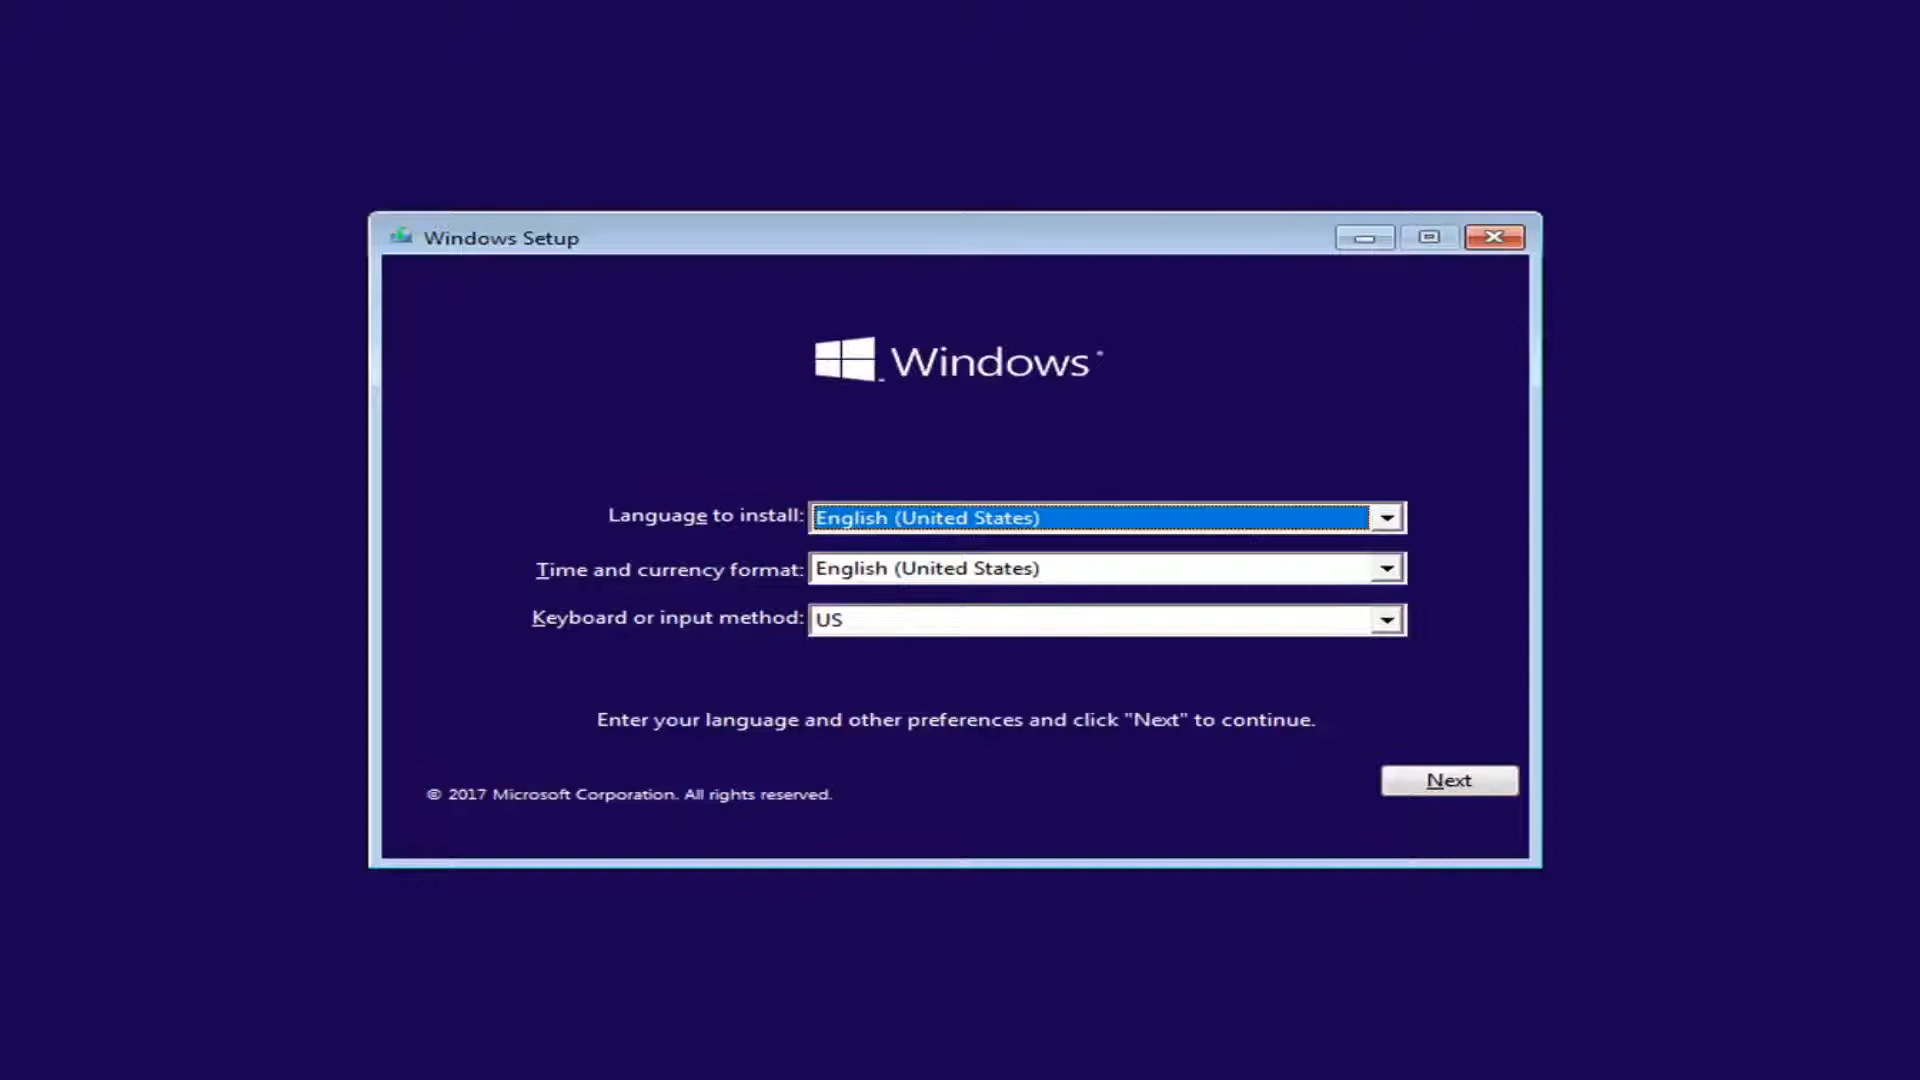 Windows Setup
Windows
Language to install: English (United States)
Time and currency format: English (United States)
Keyboard or input method: US
Enter your language and other preferences and click "Next" to continue.
Next
© 2017 Microsoft Corporation. All rights reserved.